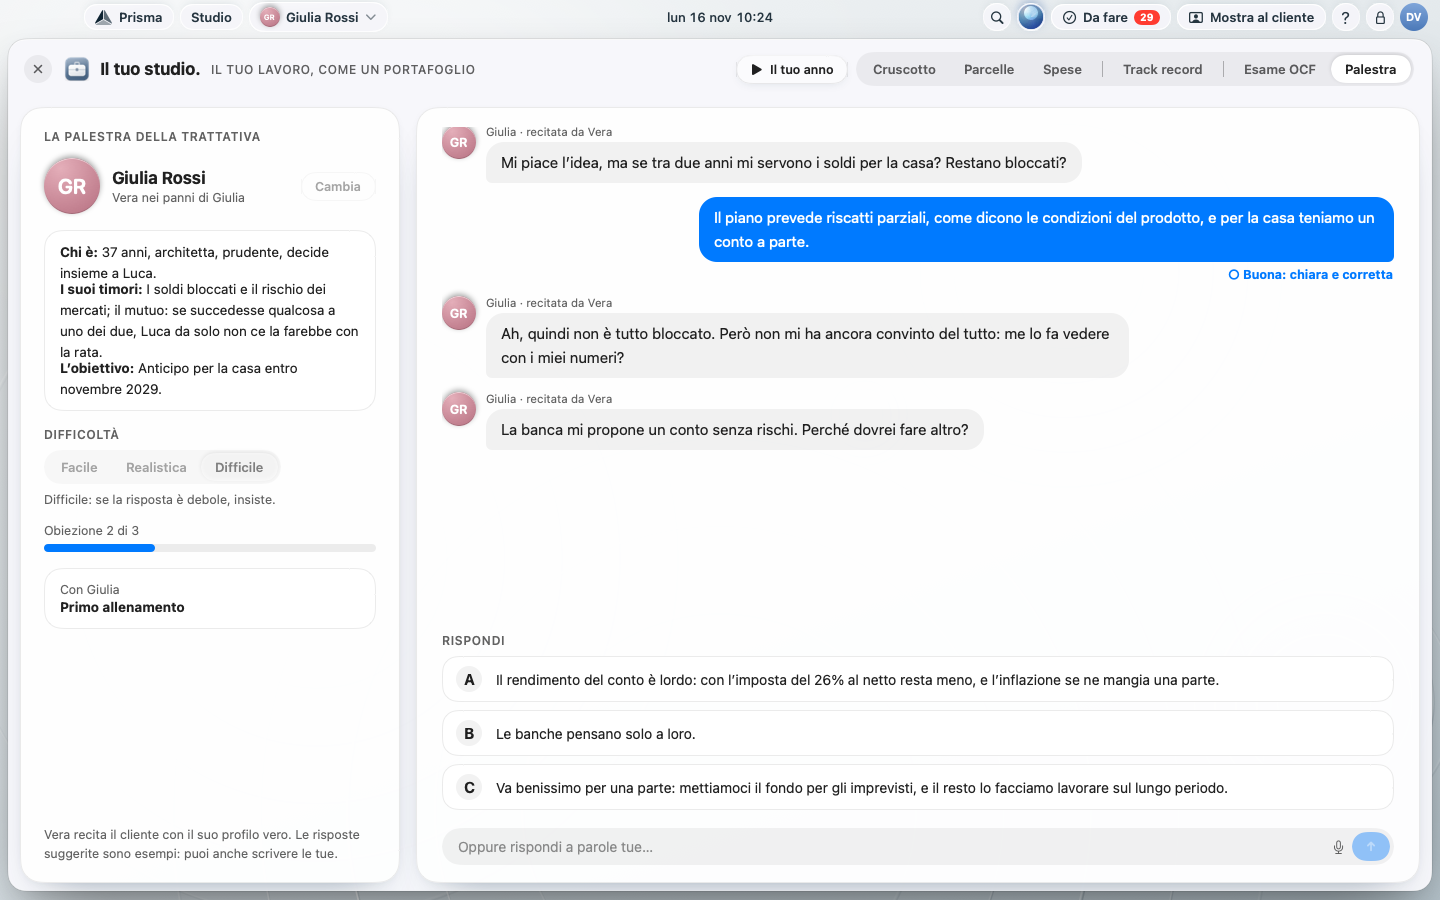 Prisma
Studio
GR Giulia Rossi
lun 16 nov 10:24
Da fare 29
Mostra al cliente
?
DV
Il tuo studio. IL TUO LAVORO, COME UN PORTAFOGLIO
Il tuo anno
Cruscotto
Parcelle
Spese
Track record
Esame OCF
Palestra
LA PALESTRA DELLA TRATTATIVA
GR
Giulia Rossi
Vera nei panni di Giulia
Cambia
Chi è: 37 anni, architetta, prudente, decide
insieme a Luca.
I suoi timori: I soldi bloccati e il rischio dei
mercati; il mutuo: se succedesse qualcosa a
uno dei due, Luca da solo non ce la farebbe con
la rata.
L’obiettivo: Anticipo per la casa entro
novembre 2029.
DIFFICOLTÀ
Facile
Realistica
Difficile
Difficile: se la risposta è debole, insiste.
Obiezione 2 di 3
Con Giulia
Primo allenamento
Vera recita il cliente con il suo profilo vero. Le risposte
suggerite sono esempi: puoi anche scrivere le tue.
GR
Giulia · recitata da Vera
Mi piace l’idea, ma se tra due anni mi servono i soldi per la casa? Restano bloccati?
Il piano prevede riscatti parziali, come dicono le condizioni del prodotto, e per la casa teniamo un
conto a parte.
Buona: chiara e corretta
GR
Giulia · recitata da Vera
Ah, quindi non è tutto bloccato. Però non mi ha ancora convinto del tutto: me lo fa vedere
con i miei numeri?
GR
Giulia · recitata da Vera
La banca mi propone un conto senza rischi. Perché dovrei fare altro?
RISPONDI
A Il rendimento del conto è lordo: con l’imposta del 26% al netto resta meno, e l’inflazione se ne mangia una parte.
B Le banche pensano solo a loro.
C Va benissimo per una parte: mettiamoci il fondo per gli imprevisti, e il resto lo facciamo lavorare sul lungo periodo.
Oppure rispondi a parole tue…